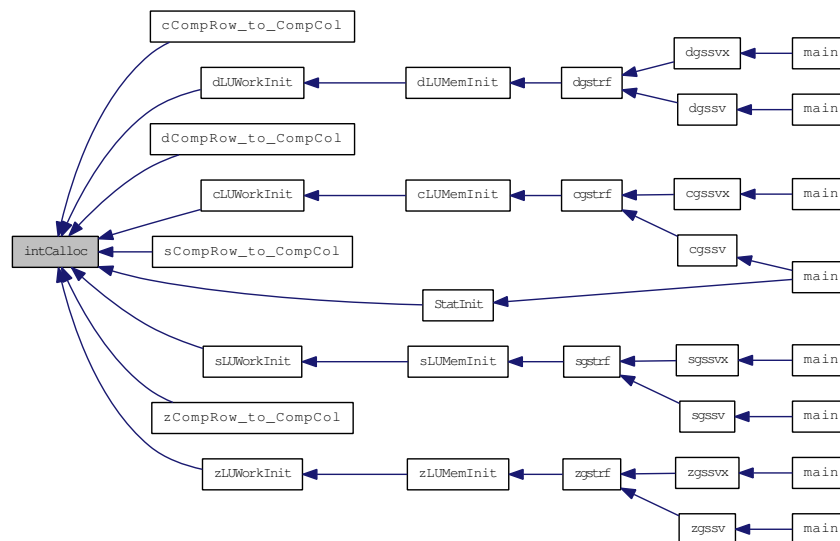 cCompRow_to_CompCol
dgssvx
main
dLUWorkInit
dLUMemInit
dgstrf
dgssv
main
dCompRow_to_CompCol
cLUWorkInit
cLUMemInit
cgstrf
cgssvx
main
intCalloc
sCompRow_to_CompCol
cgssv
main
StatInit
sLUWorkInit
sLUMemInit
sgstrf
sgssvx
main
zCompRow_to_CompCol
sgssv
main
zLUWorkInit
zLUMemInit
zgstrf
zgssvx
main
zgssv
main